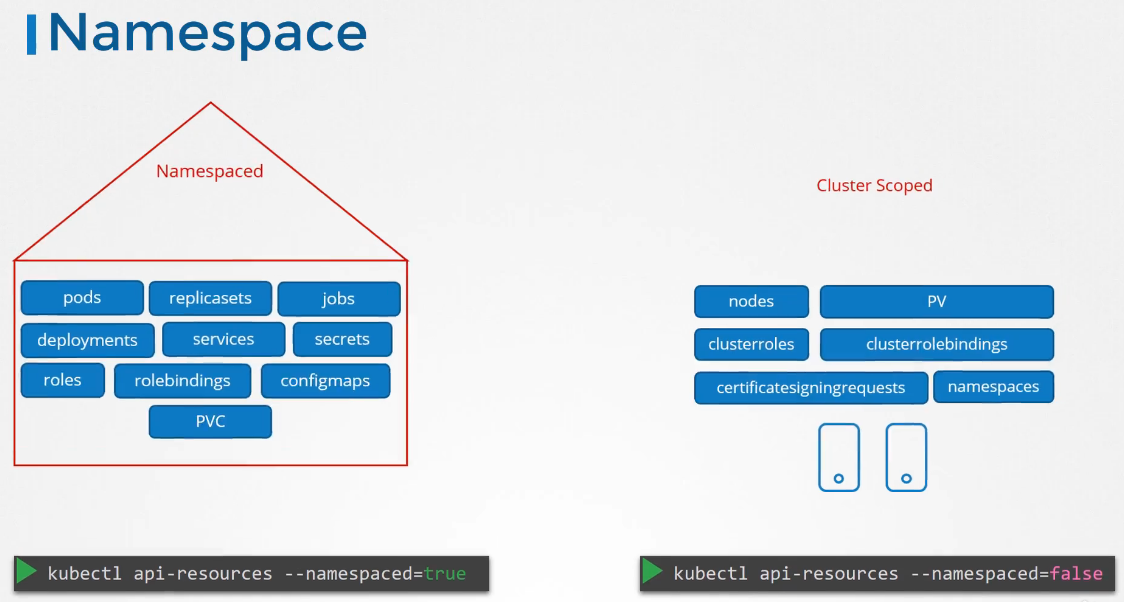 Namespace
Namespaced
pods replicasets jobs
deployments services secrets
roles rolebindings configmaps
PVC
kubectl api-resources --namespaced=true
Cluster Scoped
nodes PV
clusterroles clusterrolebindings
certificatesigningrequests namespaces
kubectl api-resources --namespaced=false